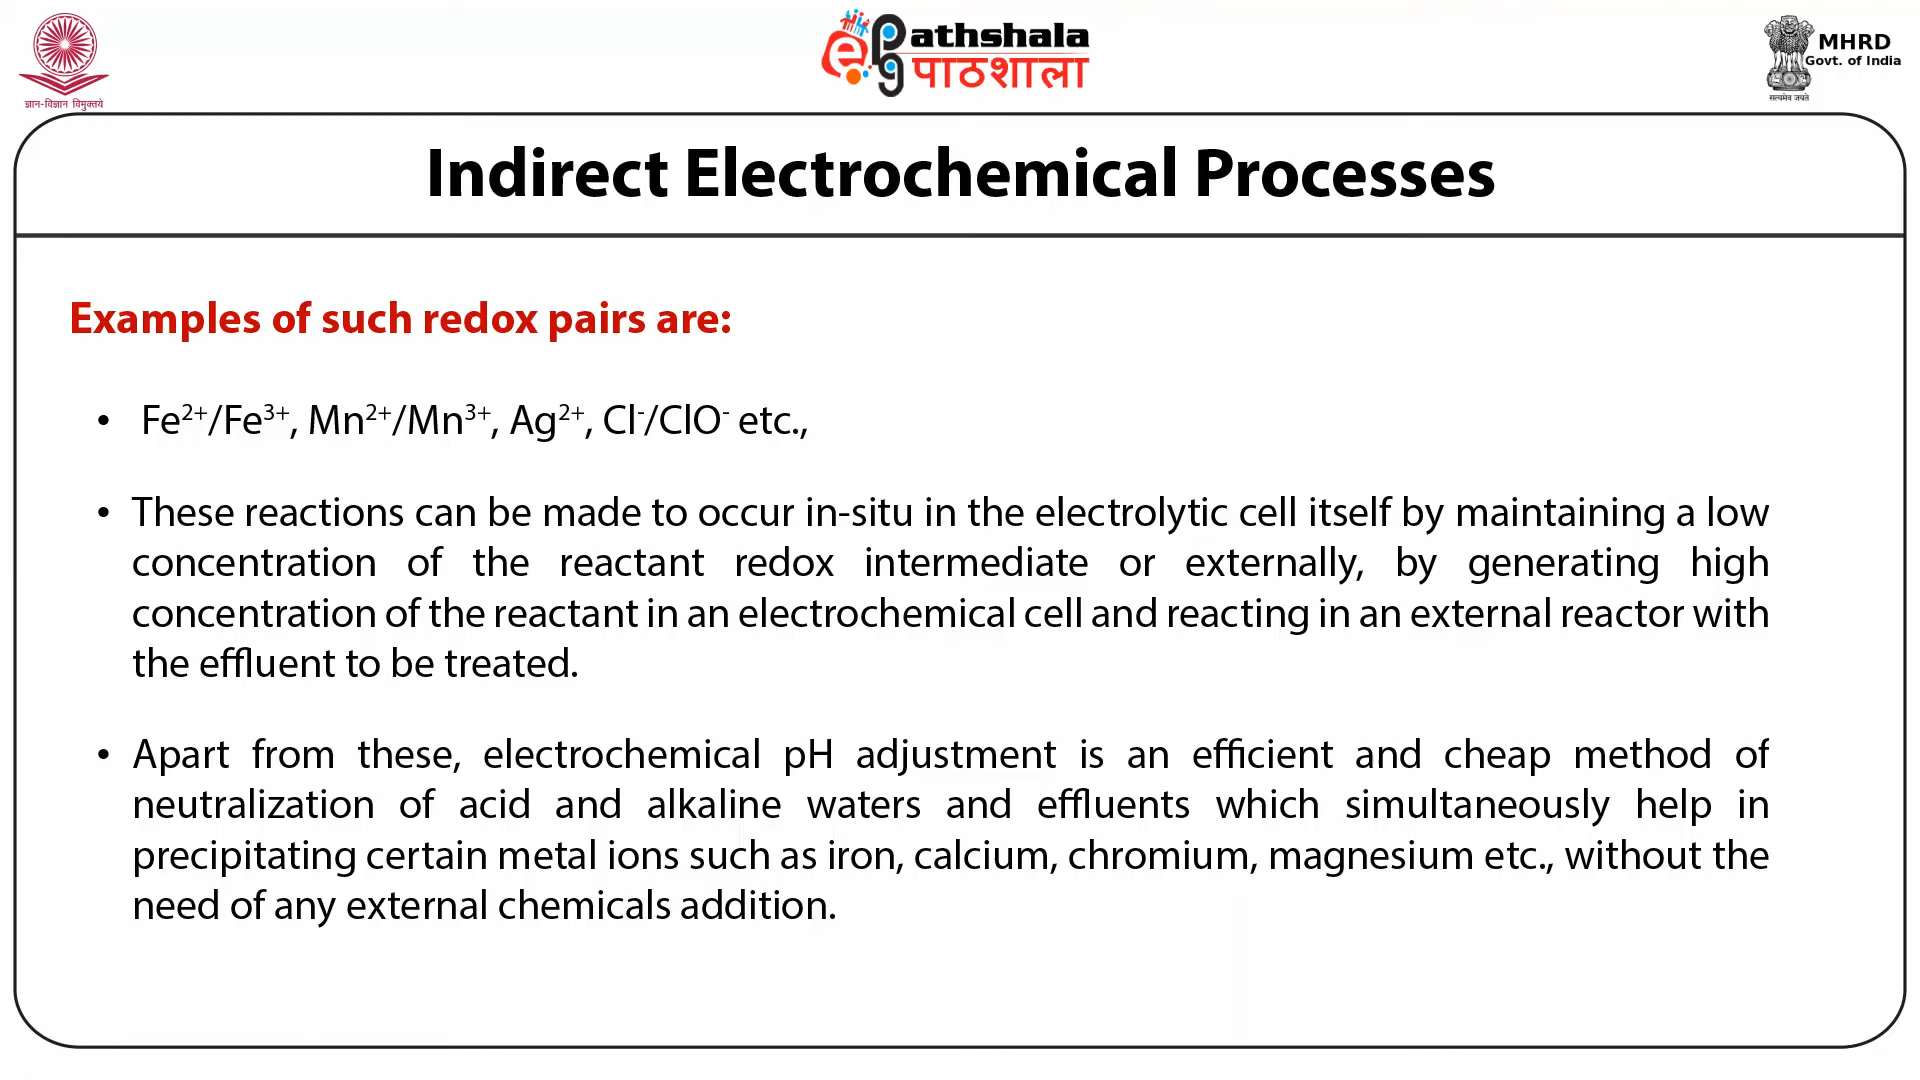 ज्ञान-विज्ञान विमुक्तये
ePg athshala
पाठशाला
MHRD
Govt. of India
सत्यमेव जयते
Indirect Electrochemical Processes
Examples of such redox pairs are:
• Fe²⁺/Fe³⁺, Mn²⁺/Mn³⁺, Ag²⁺, Cl⁻/ClO⁻ etc.,
• These reactions can be made to occur in-situ in the electrolytic cell itself by maintaining a low
concentration of the reactant redox intermediate or externally, by generating high
concentration of the reactant in an electrochemical cell and reacting in an external reactor with
the effluent to be treated.
• Apart from these, electrochemical pH adjustment is an efficient and cheap method of
neutralization of acid and alkaline waters and effluents which simultaneously help in
precipitating certain metal ions such as iron, calcium, chromium, magnesium etc., without the
need of any external chemicals addition.